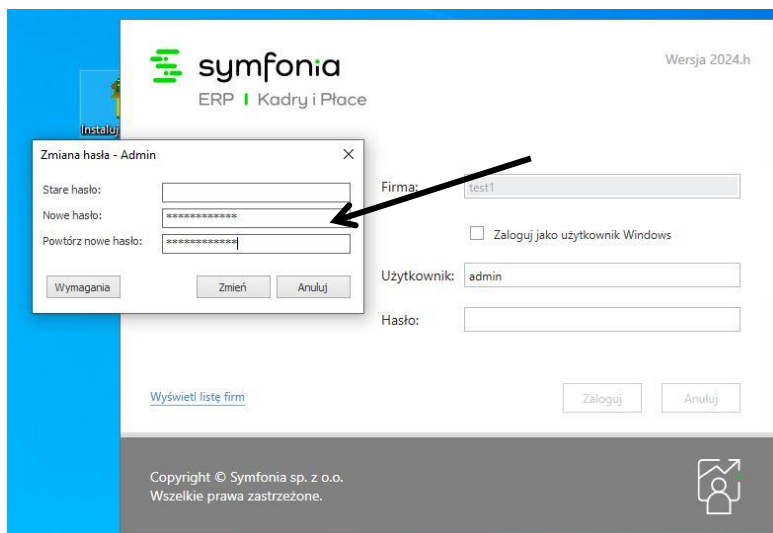 symfonia
ERP | Kadry i Płace
Wersja 2024.h
Instaluj
Zmiana hasła - Admin
Stare hasło:
Nowe hasło: ************
Powtórz nowe hasło: ************
Wymagania
Zmień
Anuluj
Firma: test1
Zaloguj jako użytkownik Windows
Użytkownik: admin
Hasło:
Wyświetl listę firm
Zaloguj
Anuluj
Copyright © Symfonia sp. z o.o.
Wszelkie prawa zastrzeżone.